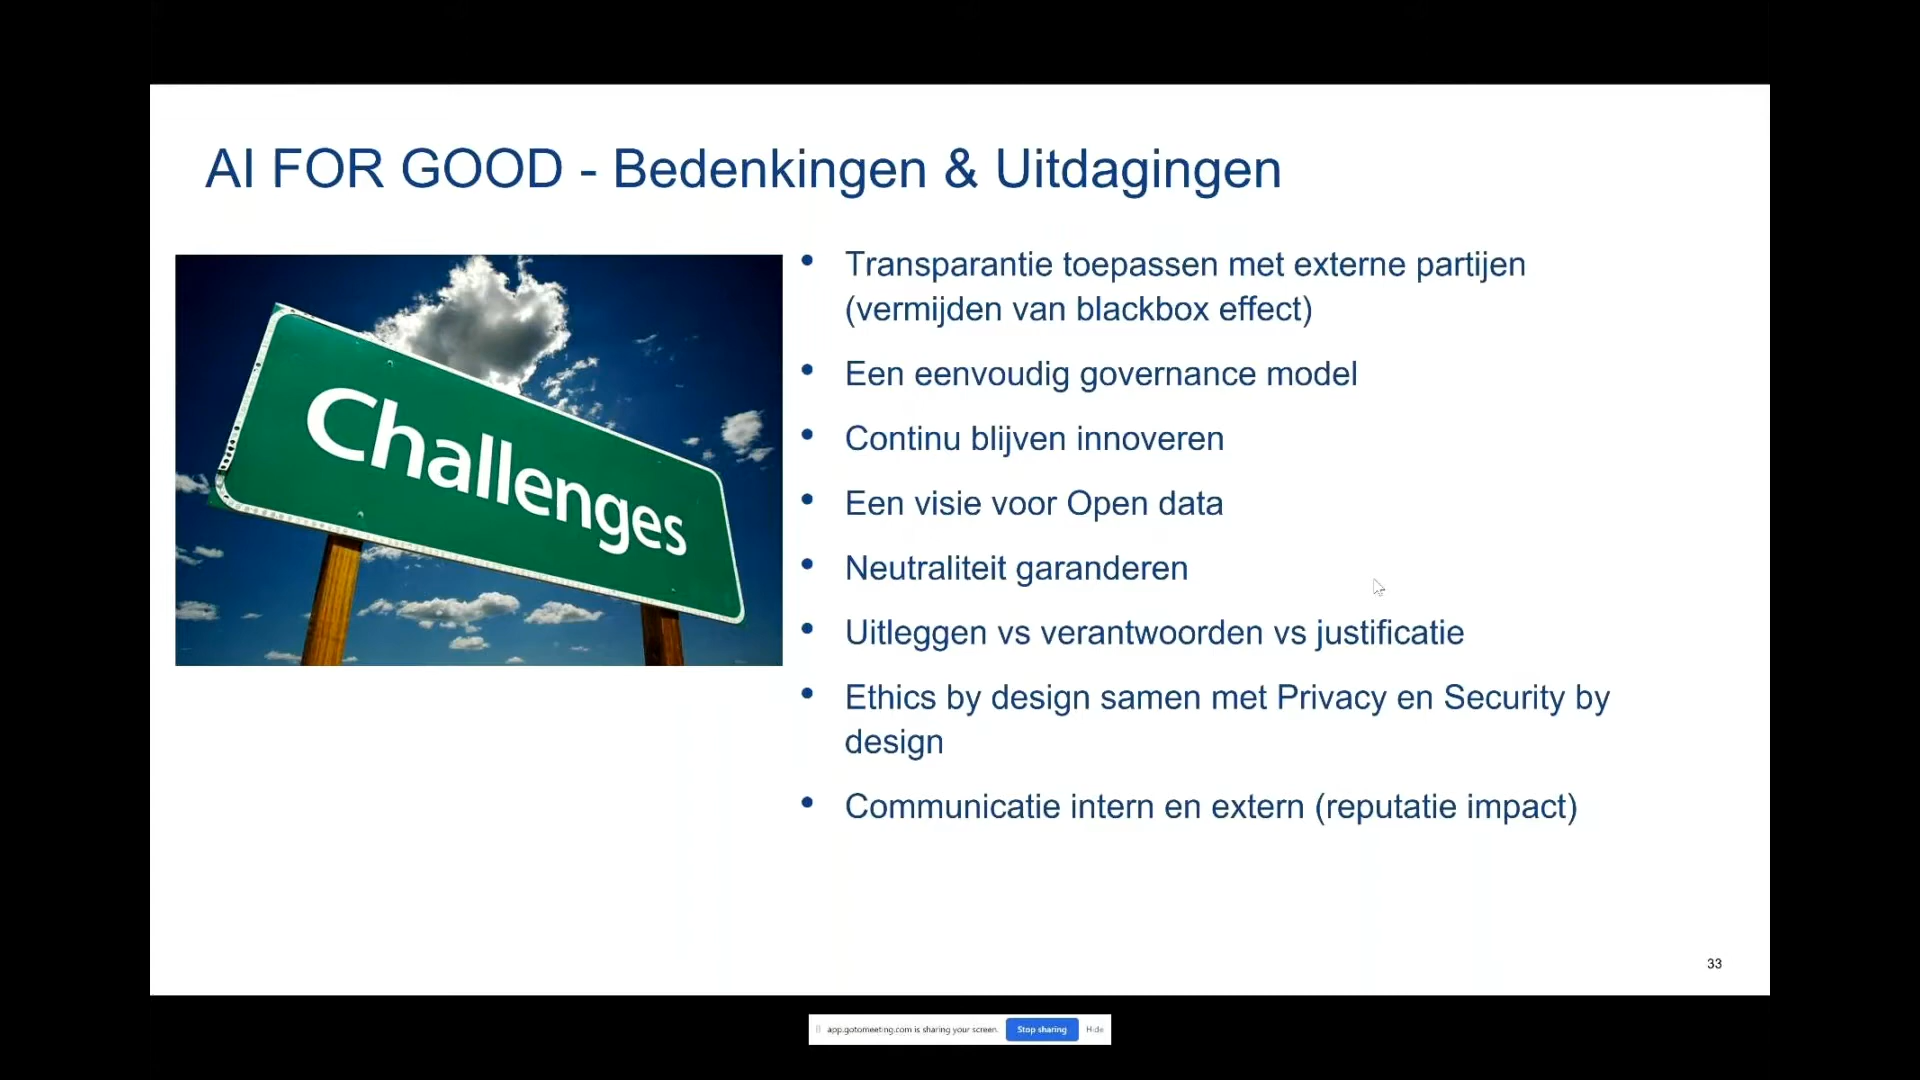 AI FOR GOOD - Bedenkingen & Uitdagingen
Challenges
• Transparantie toepassen met externe partijen
(vermijden van blackbox effect)
• Een eenvoudig governance model
• Continu blijven innoveren
• Een visie voor Open data
• Neutraliteit garanderen
• Uitleggen vs verantwoorden vs justificatie
• Ethics by design samen met Privacy en Security by
design
• Communicatie intern en extern (reputatie impact)
33
app.gotomeeting.com is sharing your screen. Stop sharing Hide